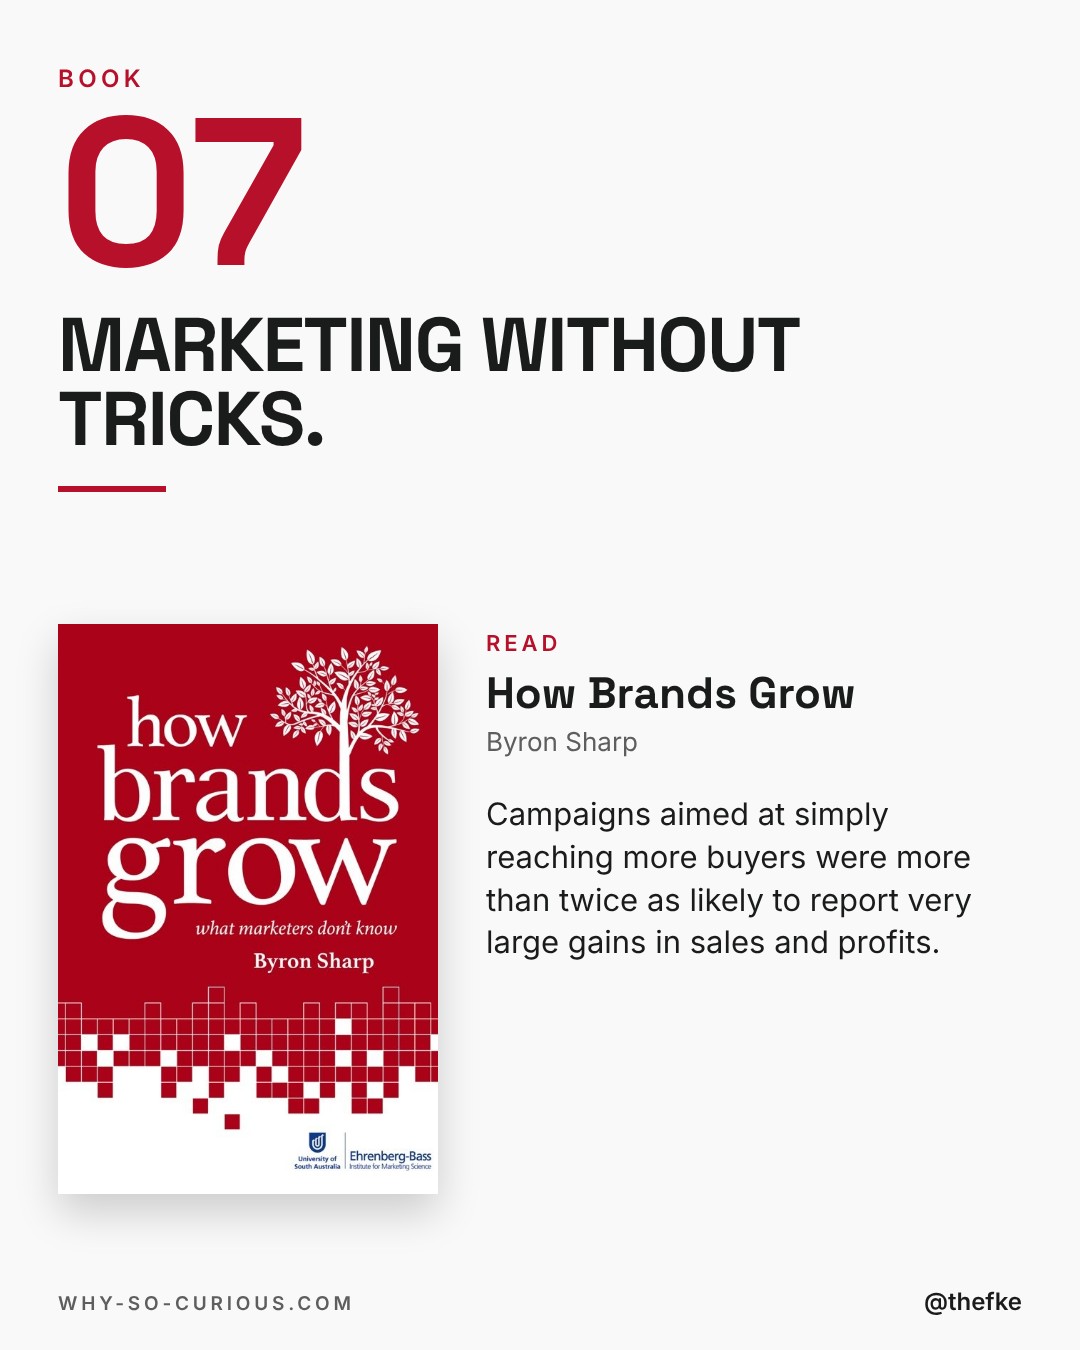 BOOK
07
MARKETING WITHOUT
TRICKS.
how
brands
grow
what marketers don't know
Byron Sharp
University of
South Australia
Ehrenberg-Bass
Institute for Marketing Science
READ
How Brands Grow
Byron Sharp
Campaigns aimed at simply
reaching more buyers were more
than twice as likely to report very
large gains in sales and profits.
WHY-SO-CURIOUS.COM
@thefke